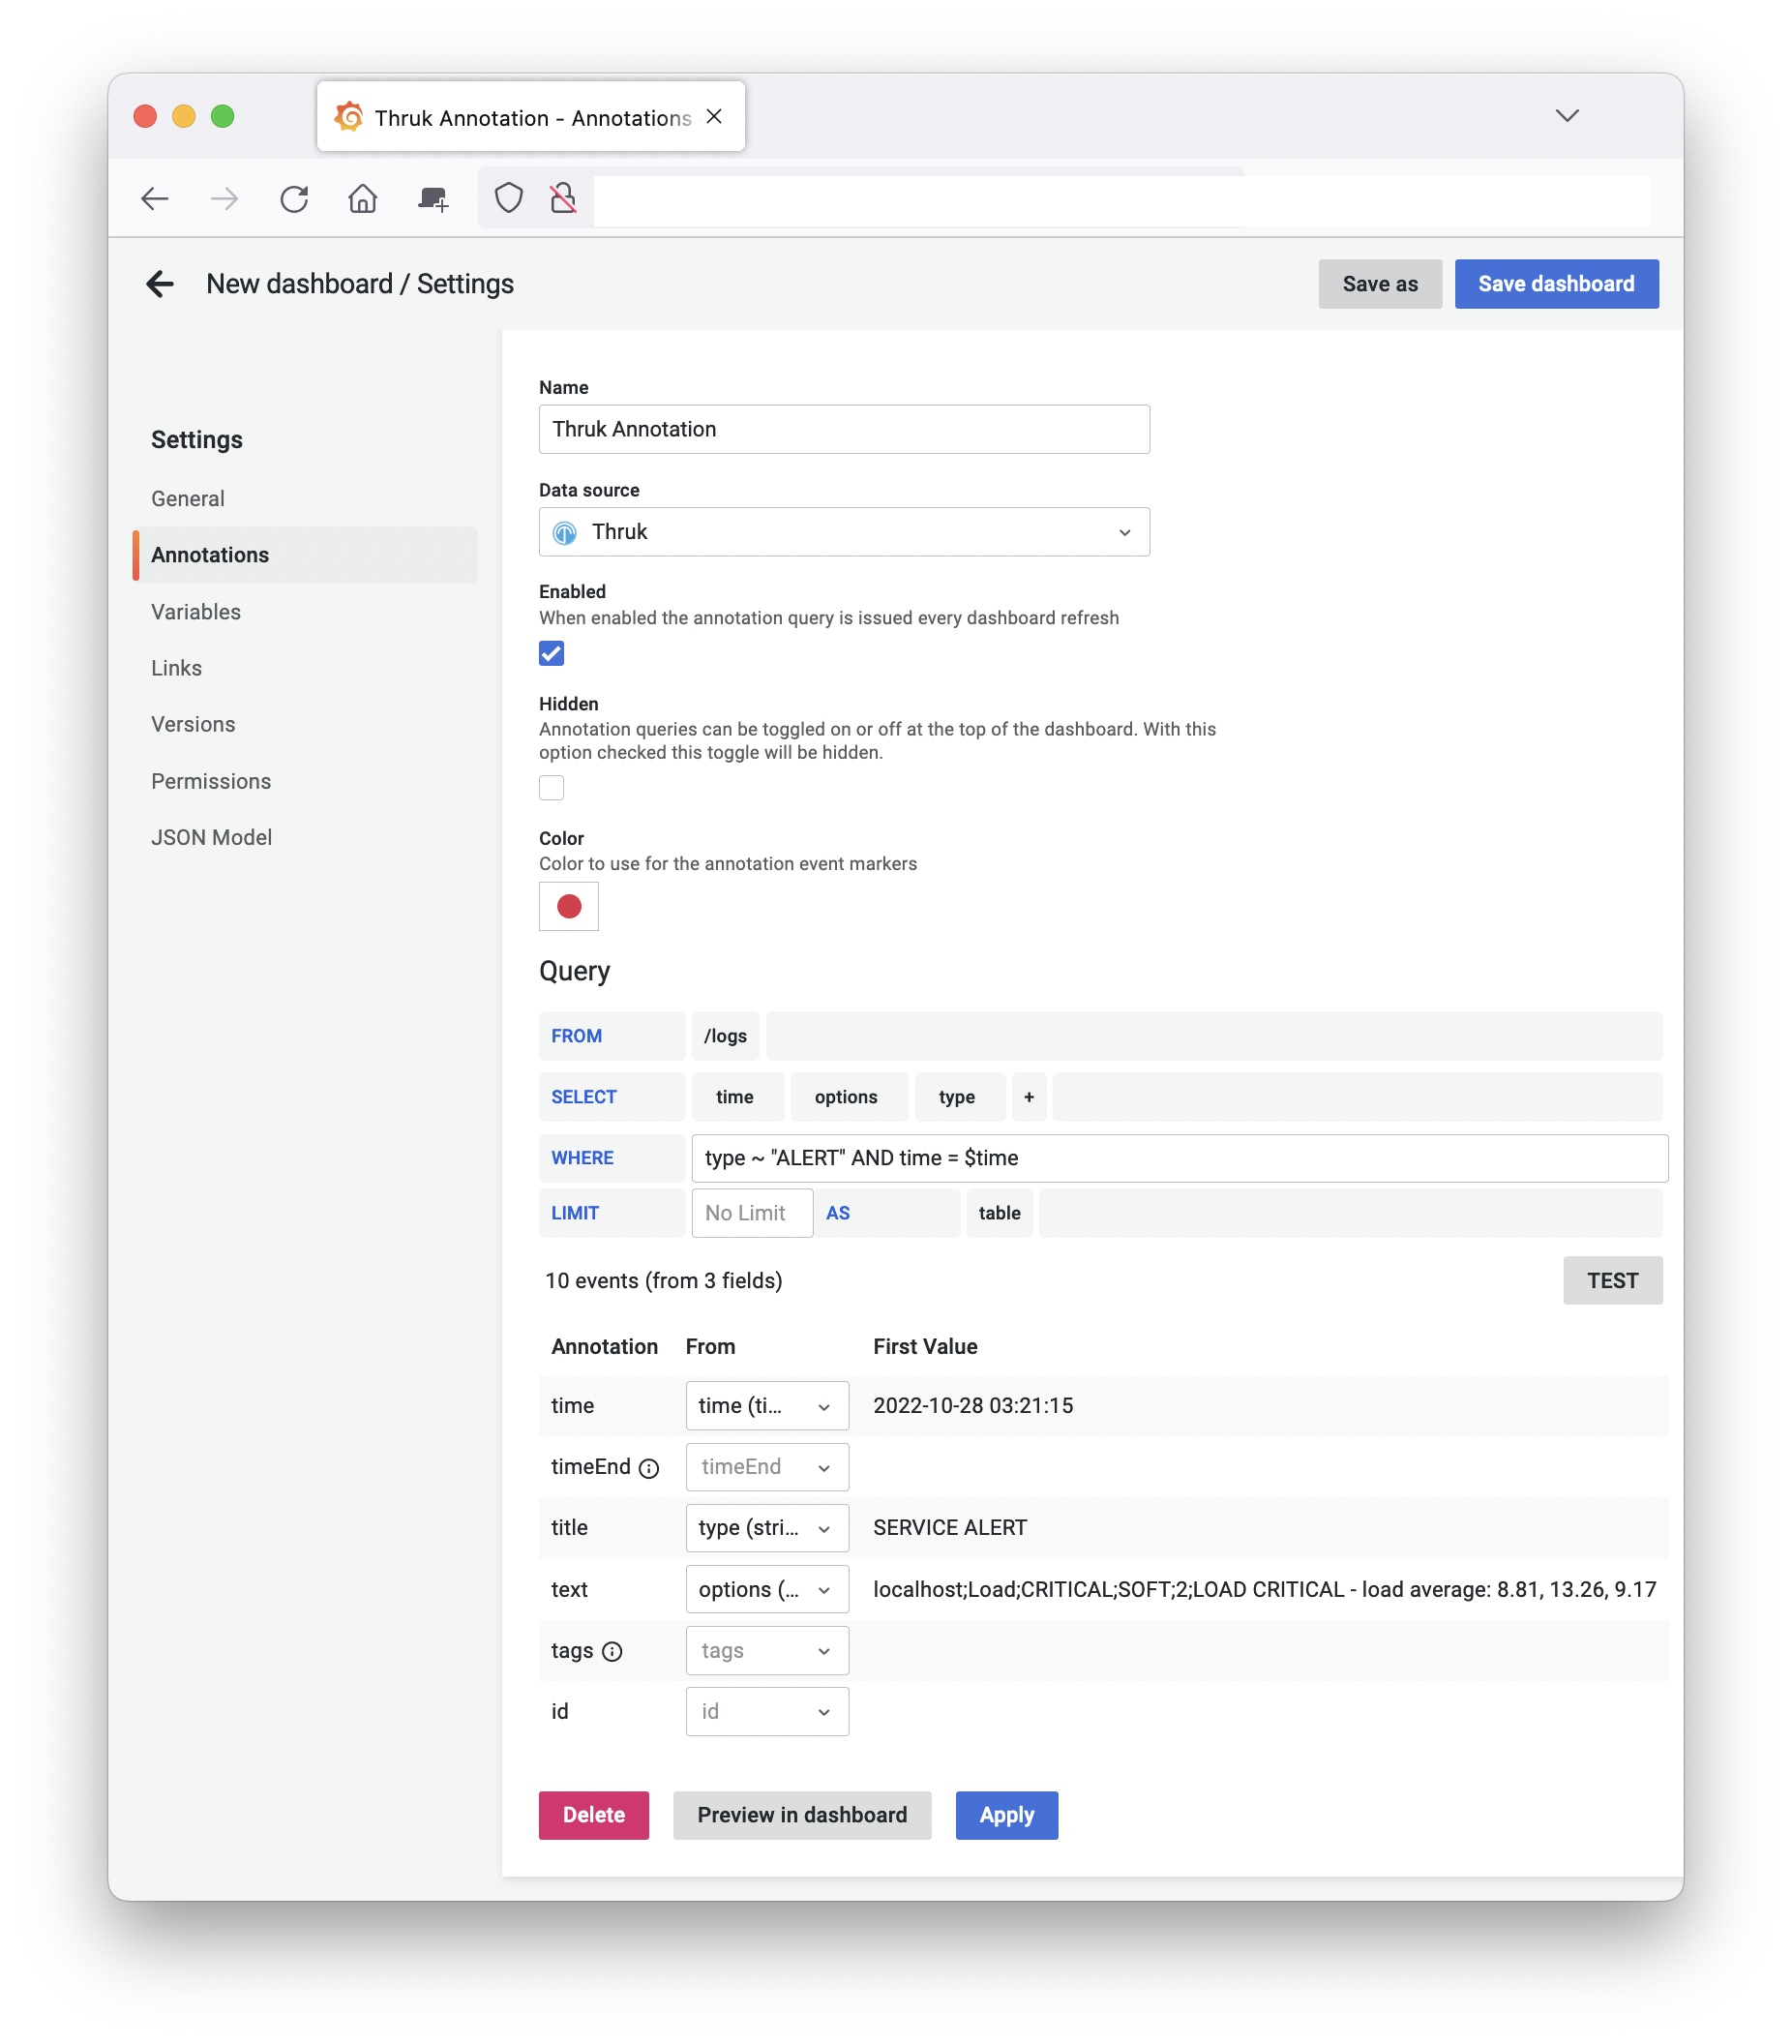 Thruk Annotation - Annotations
New dashboard / Settings
Save as
Save dashboard
Settings
General
Annotations
Variables
Links
Versions
Permissions
JSON Model
Name
Thruk Annotation
Data source
Thruk
Enabled
When enabled the annotation query is issued every dashboard refresh
Hidden
Annotation queries can be toggled on or off at the top of the dashboard. With this
option checked this toggle will be hidden.
Color
Color to use for the annotation event markers
Query
FROM /logs
SELECT time options type +
WHERE type ~ "ALERT" AND time = $time
LIMIT No Limit AS table
10 events (from 3 fields) TEST
Annotation From First Value
time time (ti... 2022-10-28 03:21:15
timeEnd timeEnd
title type (stri... SERVICE ALERT
text options (... localhost;Load;CRITICAL;SOFT;2;LOAD CRITICAL - load average: 8.81, 13.26, 9.17
tags tags
id id
Delete Preview in dashboard Apply